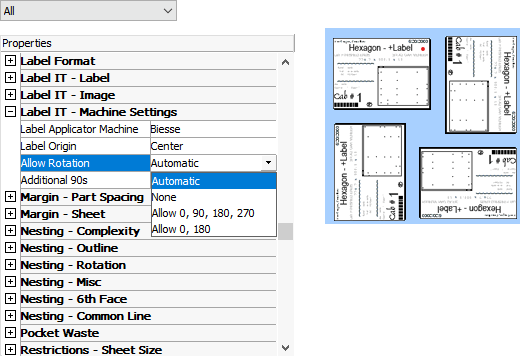 All
Properties
Label Format
Label IT - Label
Label IT - Image
Label IT - Machine Settings
Label Applicator Machine Biesse
Label Origin Center
Allow Rotation Automatic
Additional 90s Automatic
None
Allow 0, 90, 180, 270
Allow 0, 180
Margin - Part Spacing
Margin - Sheet
Nesting - Complexity
Nesting - Outline
Nesting - Rotation
Nesting - Misc
Nesting - 6th Face
Nesting - Common Line
Pocket Waste
Restrictions - Sheet Size
Hexagon - +Label
Cab # 1
Hexagon - +Label
Cab # 1
Hexagon - +Label
Cab # 1
Hexagon - +Label
Cab # 1